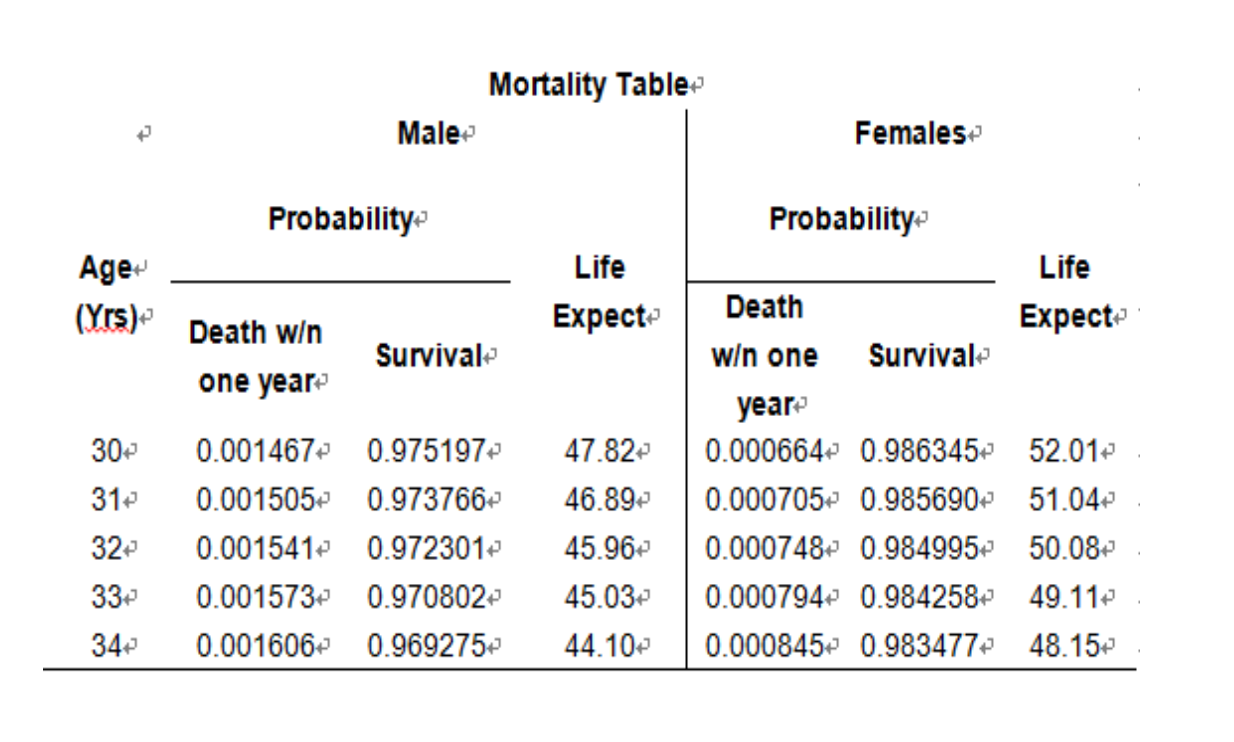 Mortality Table
Male Females
Probability Probability
Age Life Life
(Yrs) Expect Expect
Death w/n Survival Death Survival
one year w/n one
year
30 0.001467 0.975197 47.82 0.000664 0.986345 52.01
31 0.001505 0.973766 46.89 0.000705 0.985690 51.04
32 0.001541 0.972301 45.96 0.000748 0.984995 50.08
33 0.001573 0.970802 45.03 0.000794 0.984258 49.11
34 0.001606 0.969275 44.10 0.000845 0.983477 48.15